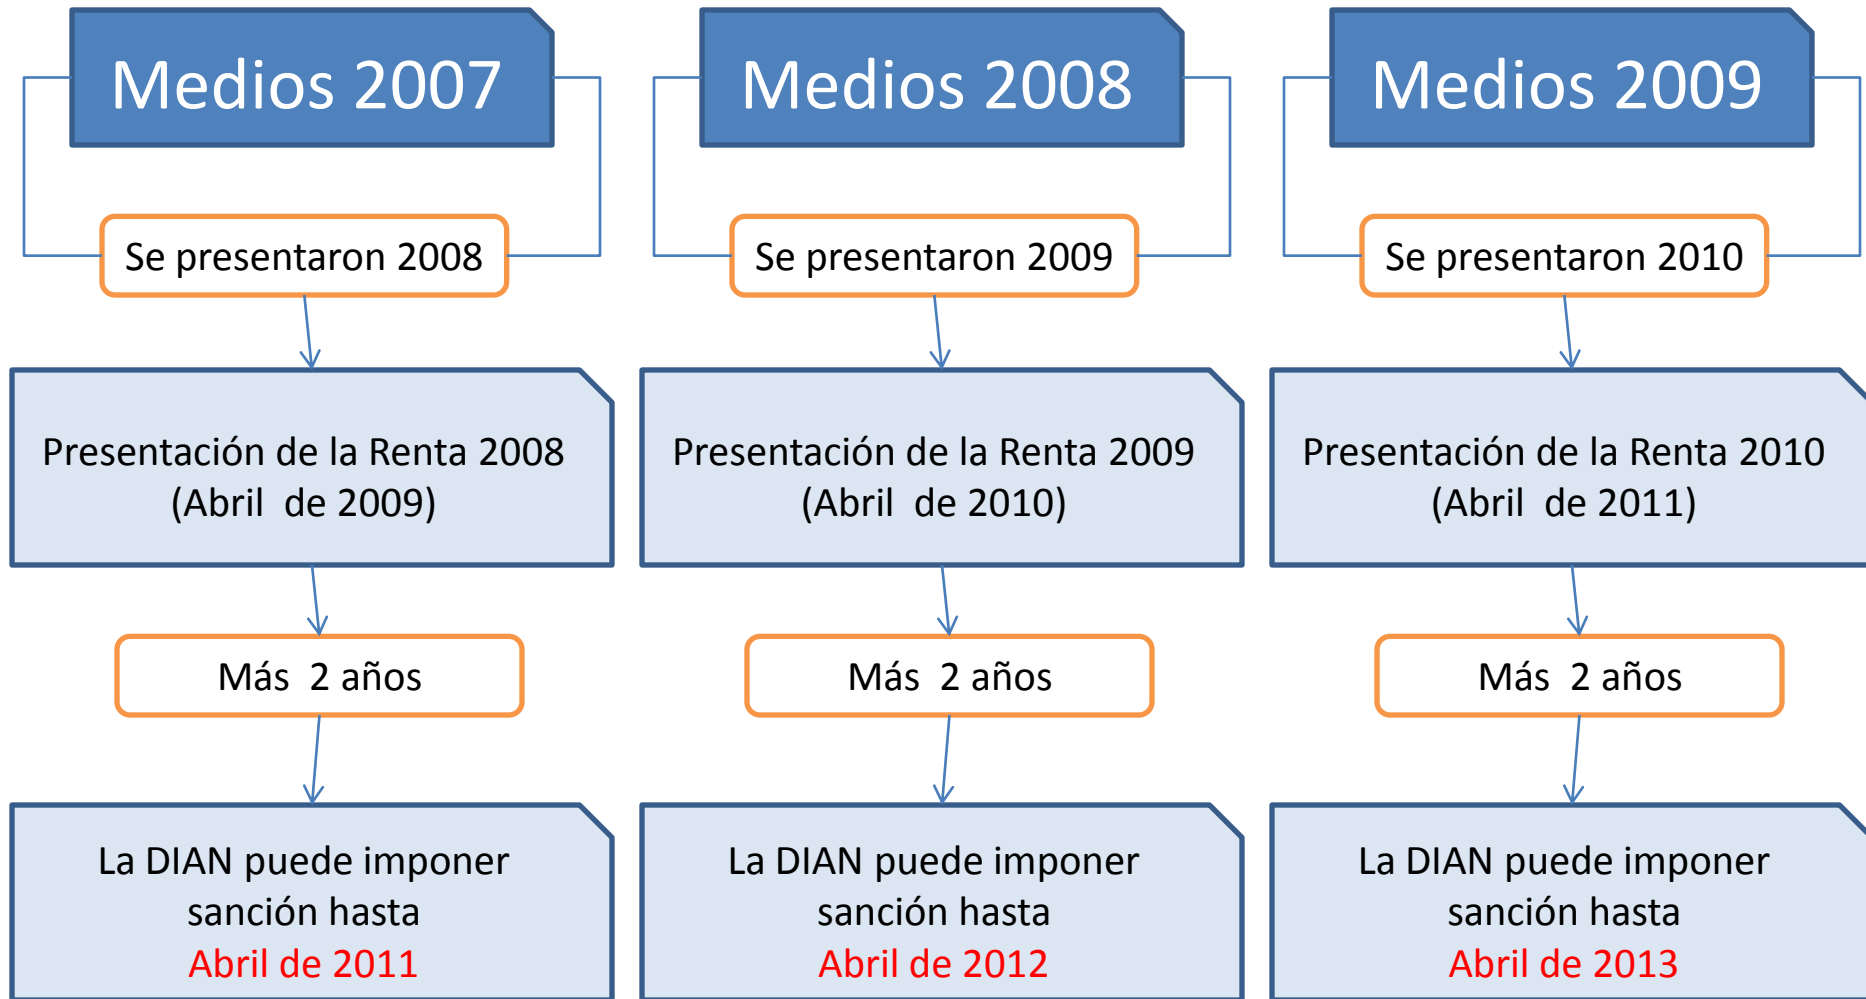 Medios 2007
Se presentaron 2008
Presentación de la Renta 2008
(Abril de 2009)
Más 2 años
La DIAN puede imponer
sanción hasta
Abril de 2011
Medios 2008
Se presentaron 2009
Presentación de la Renta 2009
(Abril de 2010)
Más 2 años
La DIAN puede imponer
sanción hasta
Abril de 2012
Medios 2009
Se presentaron 2010
Presentación de la Renta 2010
(Abril de 2011)
Más 2 años
La DIAN puede imponer
sanción hasta
Abril de 2013